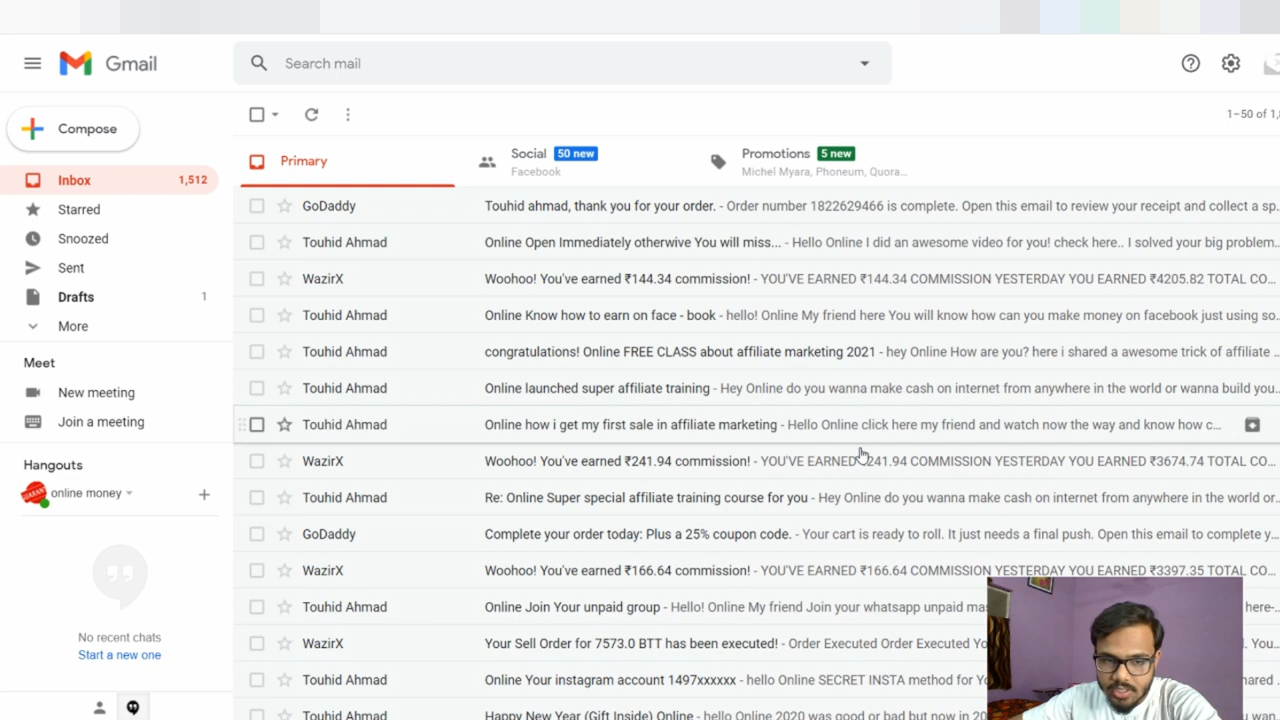 Gmail
Search mail
Compose
1–50 of 1,
Primary
Social 50 new
Facebook
Promotions 5 new
Michel Myara, Phoneum, Quora...
Inbox 1,512
Starred
Snoozed
Sent
Drafts 1
More
Meet
New meeting
Join a meeting
Hangouts
online money
No recent chats
Start a new one
GoDaddy Touhid ahmad, thank you for your order. - Order number 1822629466 is complete. Open this email to review your receipt and collect a sp..
Touhid Ahmad Online Open Immediately otherwive You will miss... - Hello Online I did an awesome video for you! check here.. I solved your big problem..
WazirX Woohoo! You've earned ₹144.34 commission! - YOU'VE EARNED ₹144.34 COMMISSION YESTERDAY YOU EARNED ₹4205.82 TOTAL CO...
Touhid Ahmad Online Know how to earn on face - book - hello! Online My friend here You will know how can you make money on facebook just using so..
Touhid Ahmad congratulations! Online FREE CLASS about affiliate marketing 2021 - hey Online How are you? here i shared a awesome trick of affiliate ..
Touhid Ahmad Online launched super affiliate training - Hey Online do you wanna make cash on internet from anywhere in the world or wanna build you..
Touhid Ahmad Online how i get my first sale in affiliate marketing - Hello Online click here my friend and watch now the way and know how c...
WazirX Woohoo! You've earned ₹241.94 commission! - YOU'VE EARNED 241.94 COMMISSION YESTERDAY YOU EARNED ₹3674.74 TOTAL CO...
Touhid Ahmad Re: Online Super special affiliate training course for you - Hey Online do you wanna make cash on internet from anywhere in the world or..
GoDaddy Complete your order today: Plus a 25% coupon code. - Your cart is ready to roll. It just needs a final push. Open this email to complete y...
WazirX Woohoo! You've earned ₹166.64 commission! - YOU'VE EARNED ₹166.64 COMMISSION YESTERDAY YOU EARNED ₹3397.35 TOTAL CO...
Touhid Ahmad Online Join Your unpaid group - Hello! Online My friend Join your whatsapp unpaid here-..
WazirX Your Sell Order for 7573.0 BTT has been executed! - Order Executed Order Executed You...
Touhid Ahmad Online Your instagram account 1497xxxxxx - hello Online SECRET INSTA method for
Touhid Ahmad Happy New Year (Gift Inside) Online - hello Online 2020 was good or bad but now in